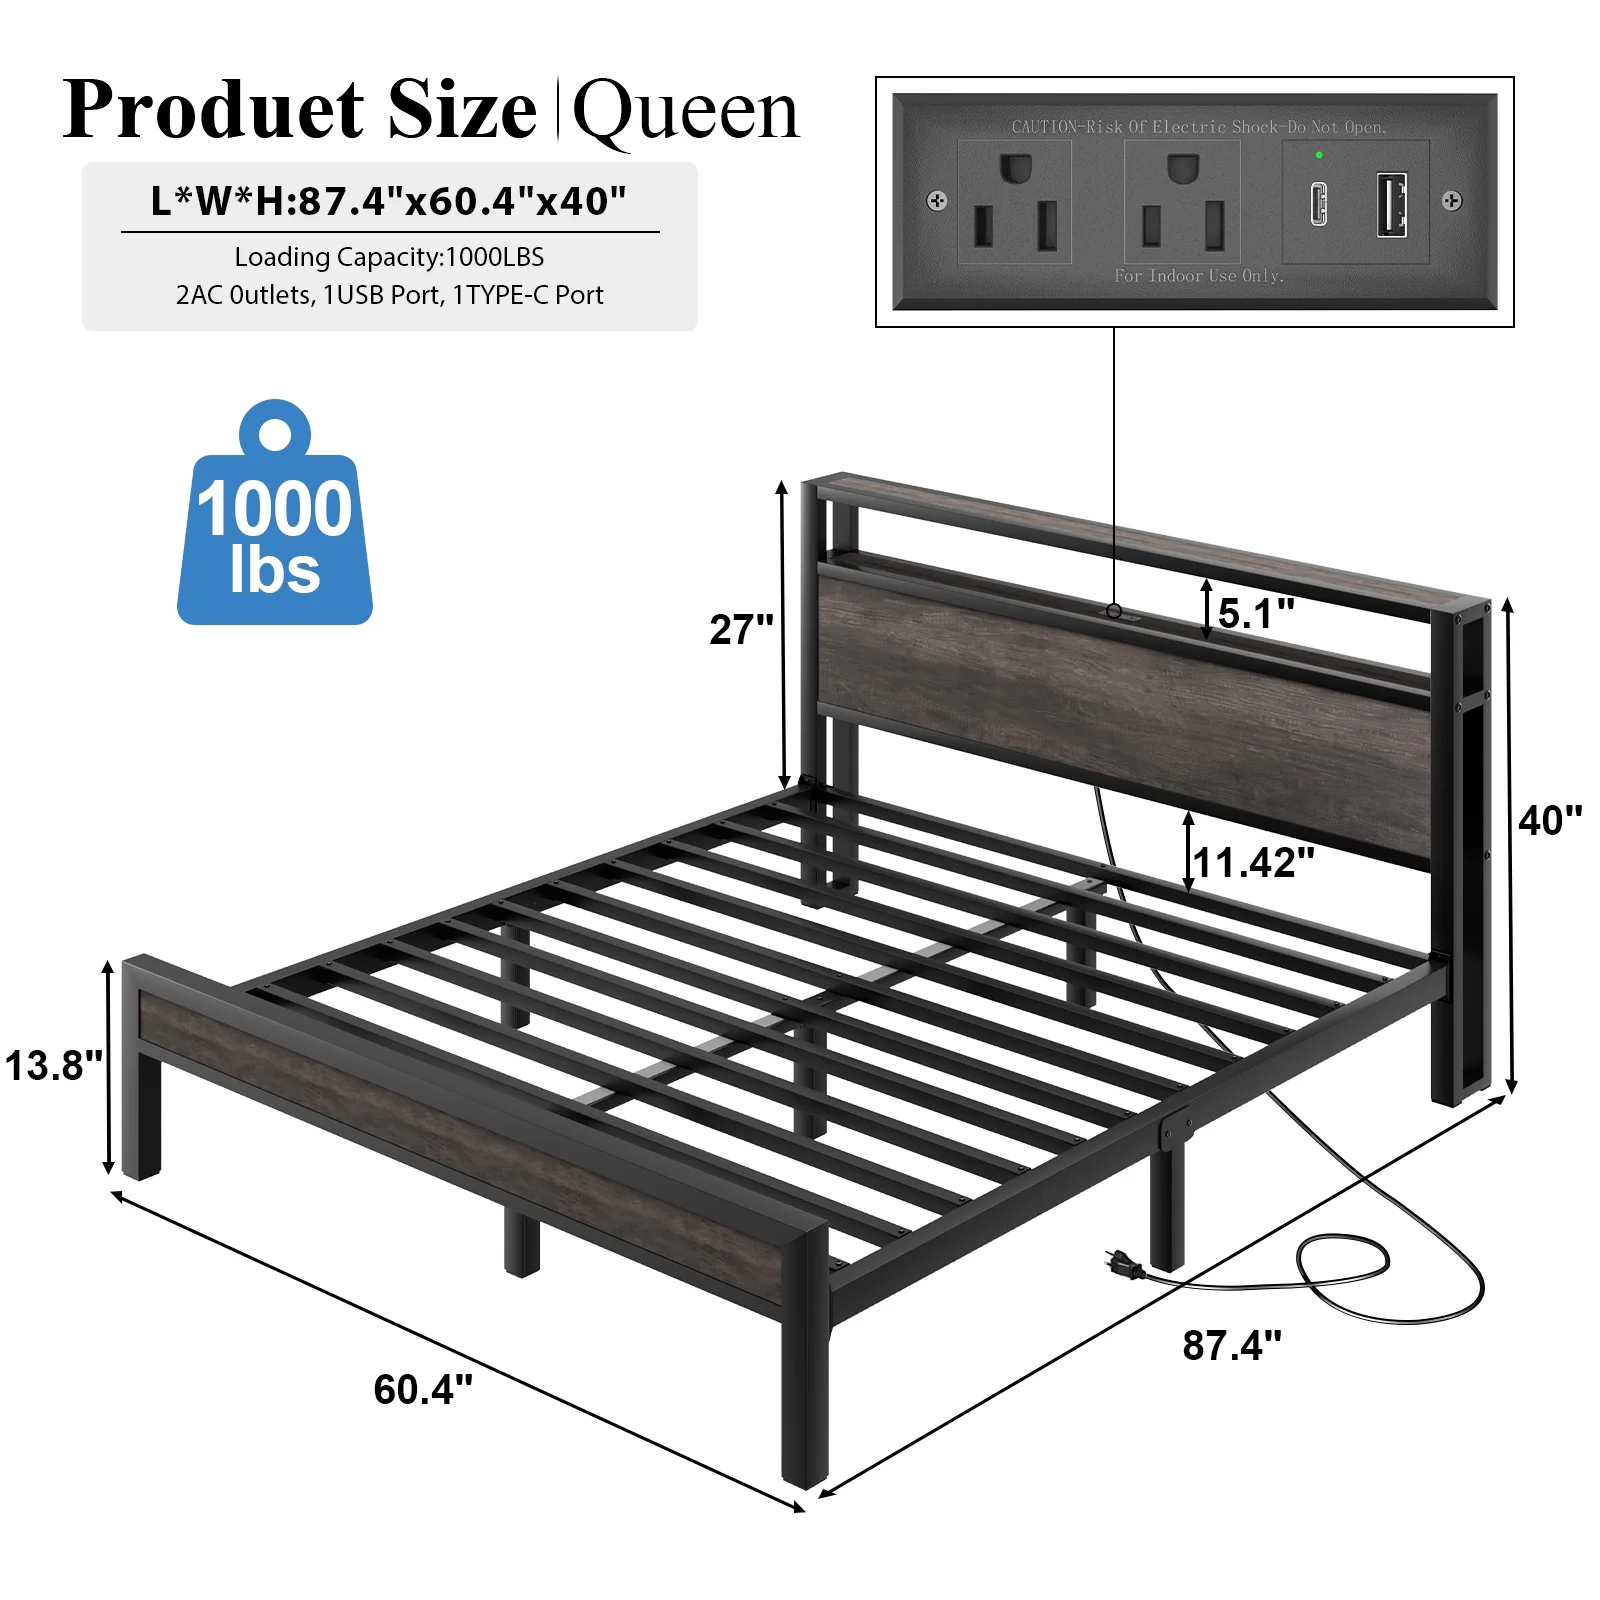 Product Size|Queen
L*W*H:87.4"x60.4"x40"
Loading Capacity:1000LBS
2AC 0utlets, 1USB Port, 1TYPE-C Port
CAUTION-Risk Of Electric Shock-Do Not Open.
For Indoor Use Only.
1000
lbs
27"
5.1"
40"
11.42"
13.8"
87.4"
60.4"